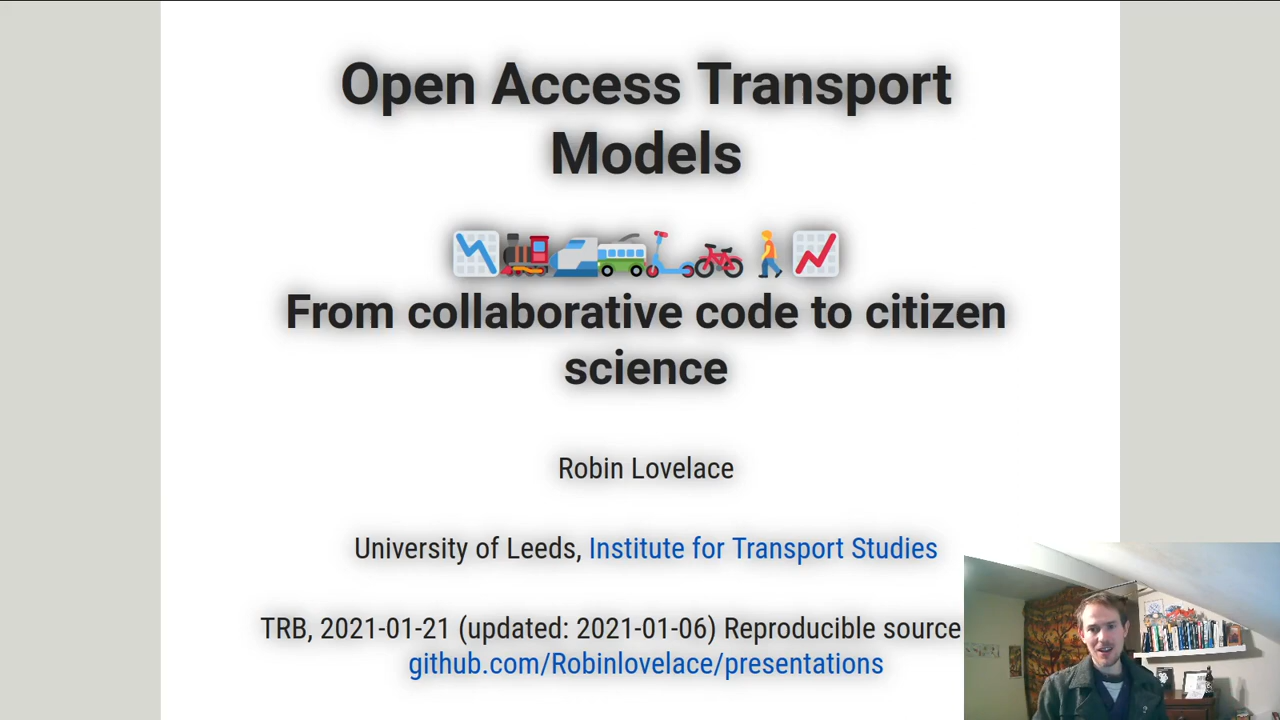 Open Access Transport
Models
From collaborative code to citizen
science
Robin Lovelace
University of Leeds, Institute for Transport Studies
TRB, 2021-01-21 (updated: 2021-01-06) Reproducible source
github.com/Robinlovelace/presentations